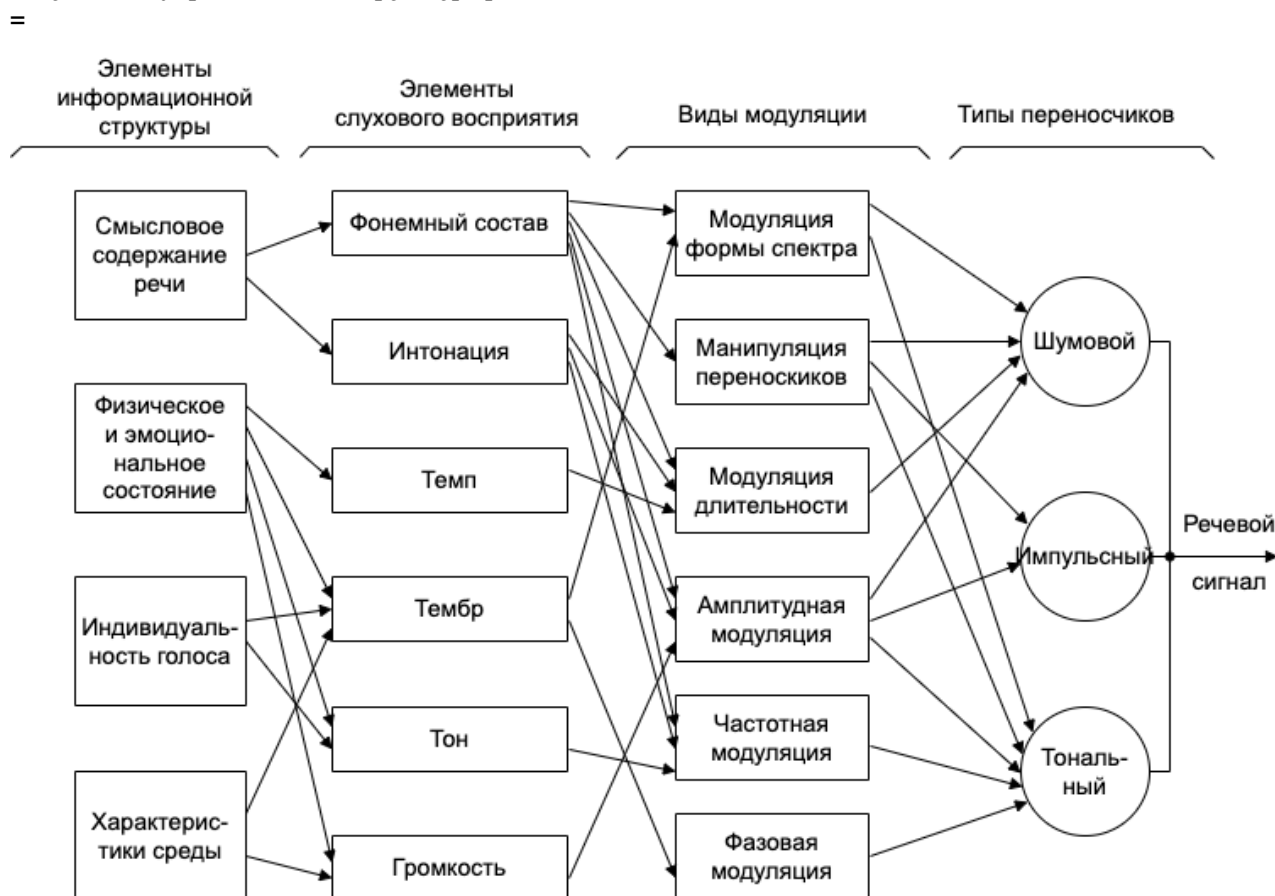 =
Элементы
информационной
структуры
Элементы
слухового восприятия
Виды модуляции
Типы переносчиков
Смысловое
содержание
речи
Физическое
и эмоцио-
нальное
состояние
Индивидуаль-
ность голоса
Характерис-
тики среды
Фонемный состав
Интонация
Темп
Тембр
Тон
Громкость
Модуляция
формы спектра
Манипуляция
переноскиков
Модуляция
длительности
Амплитудная
модуляция
Частотная
модуляция
Фазовая
модуляция
Шумовой
Импульсный
Тональ-
ный
Речевой
сигнал